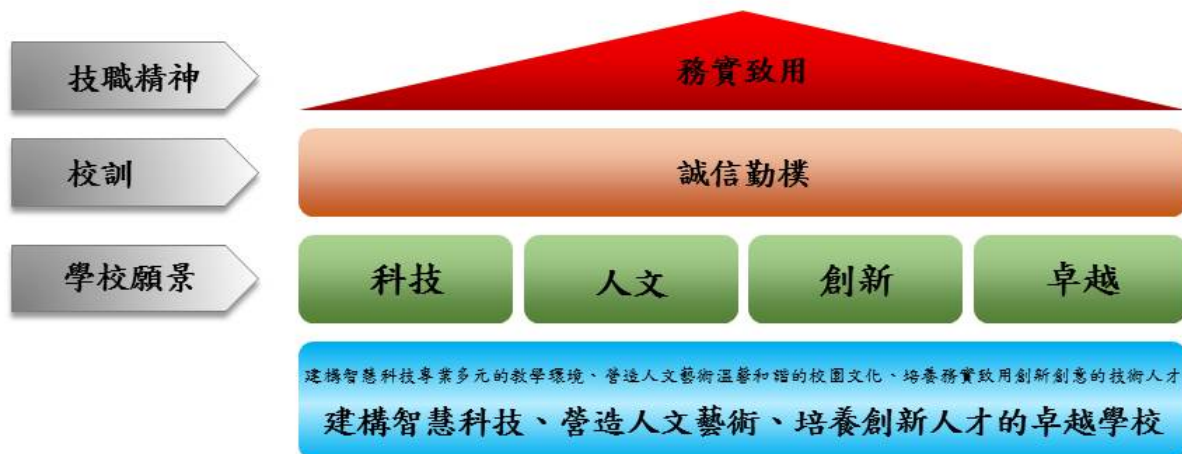 技職精神
務實致用
校訓
誠信勤樸
學校願景
科技
人文
創新
卓越
建構智慧科技專業多元的教學環境、營造人文藝術溫馨和諧的校園文化、培養務實致用創新創意的技術人才
建構智慧科技、營造人文藝術、培養創新人才的卓越學校